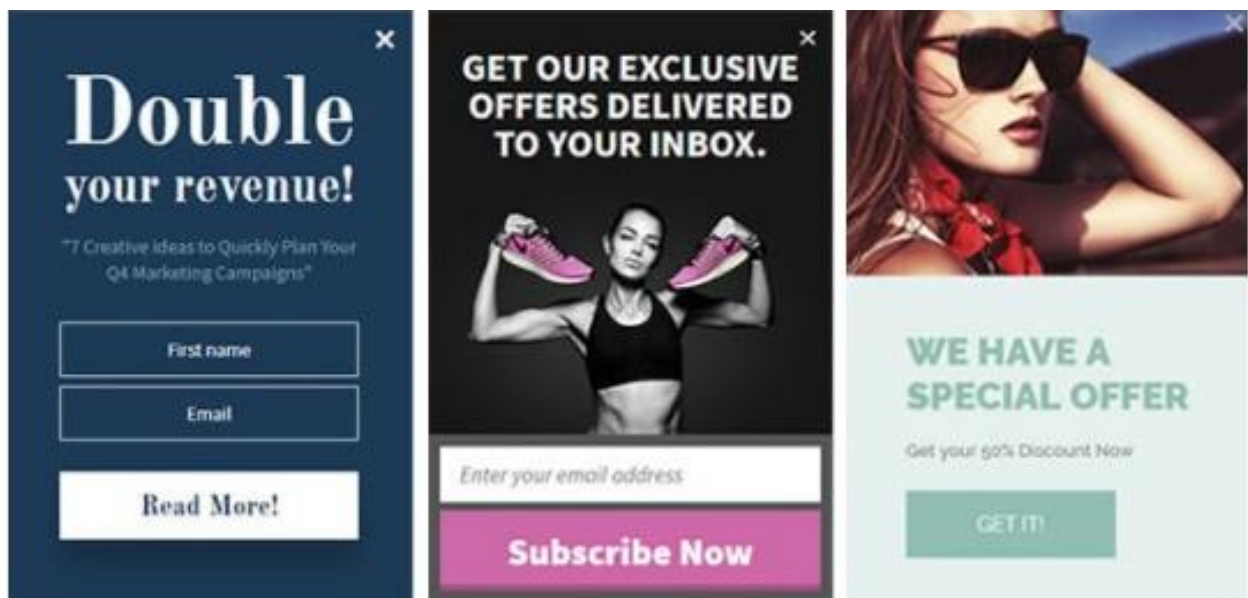 Double
your revenue!
"7 Creative Ideas to Quickly Plan Your
Q4 Marketing Campaigns"
First name
Email
Read More!
GET OUR EXCLUSIVE
OFFERS DELIVERED
TO YOUR INBOX.
Enter your email address
Subscribe Now
WE HAVE A
SPECIAL OFFER
Get your 50% Discount Now
GET IT!